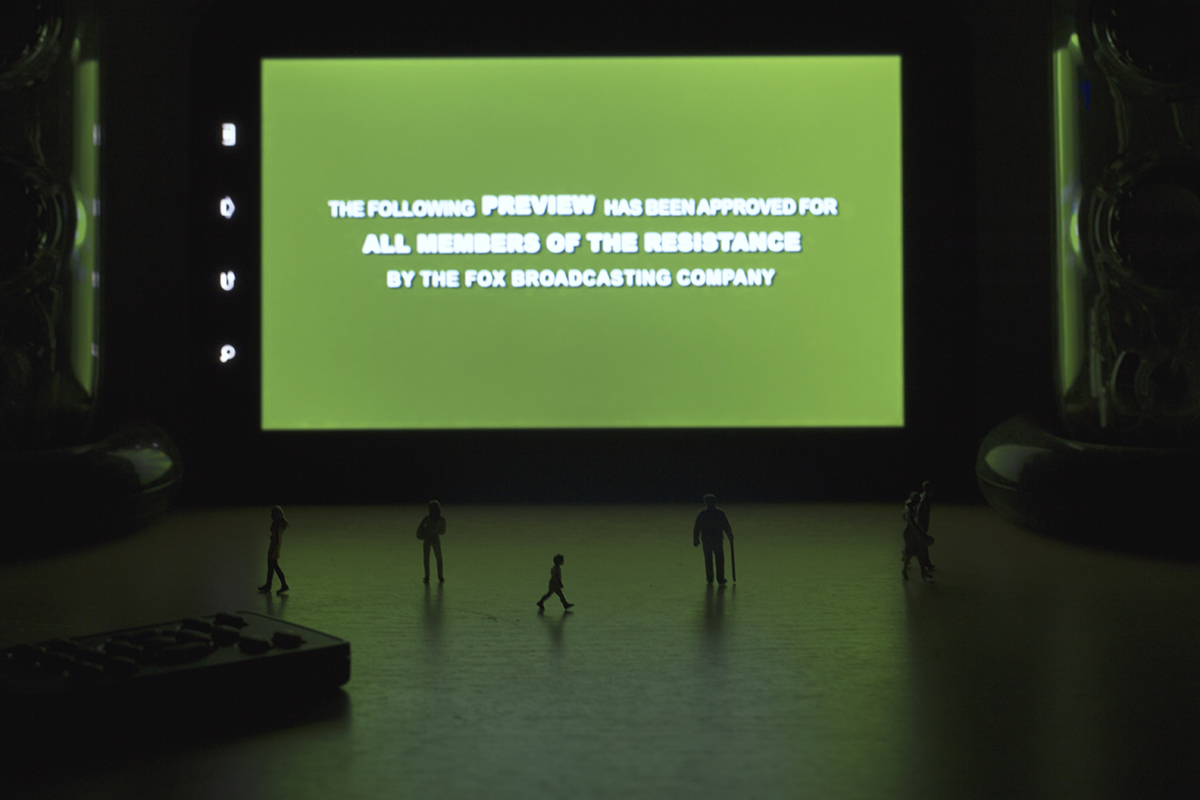 THE FOLLOWING PREVIEW HAS BEEN APPROVED FOR
ALL MEMBERS OF THE RESISTANCE
BY THE FOX BROADCASTING COMPANY